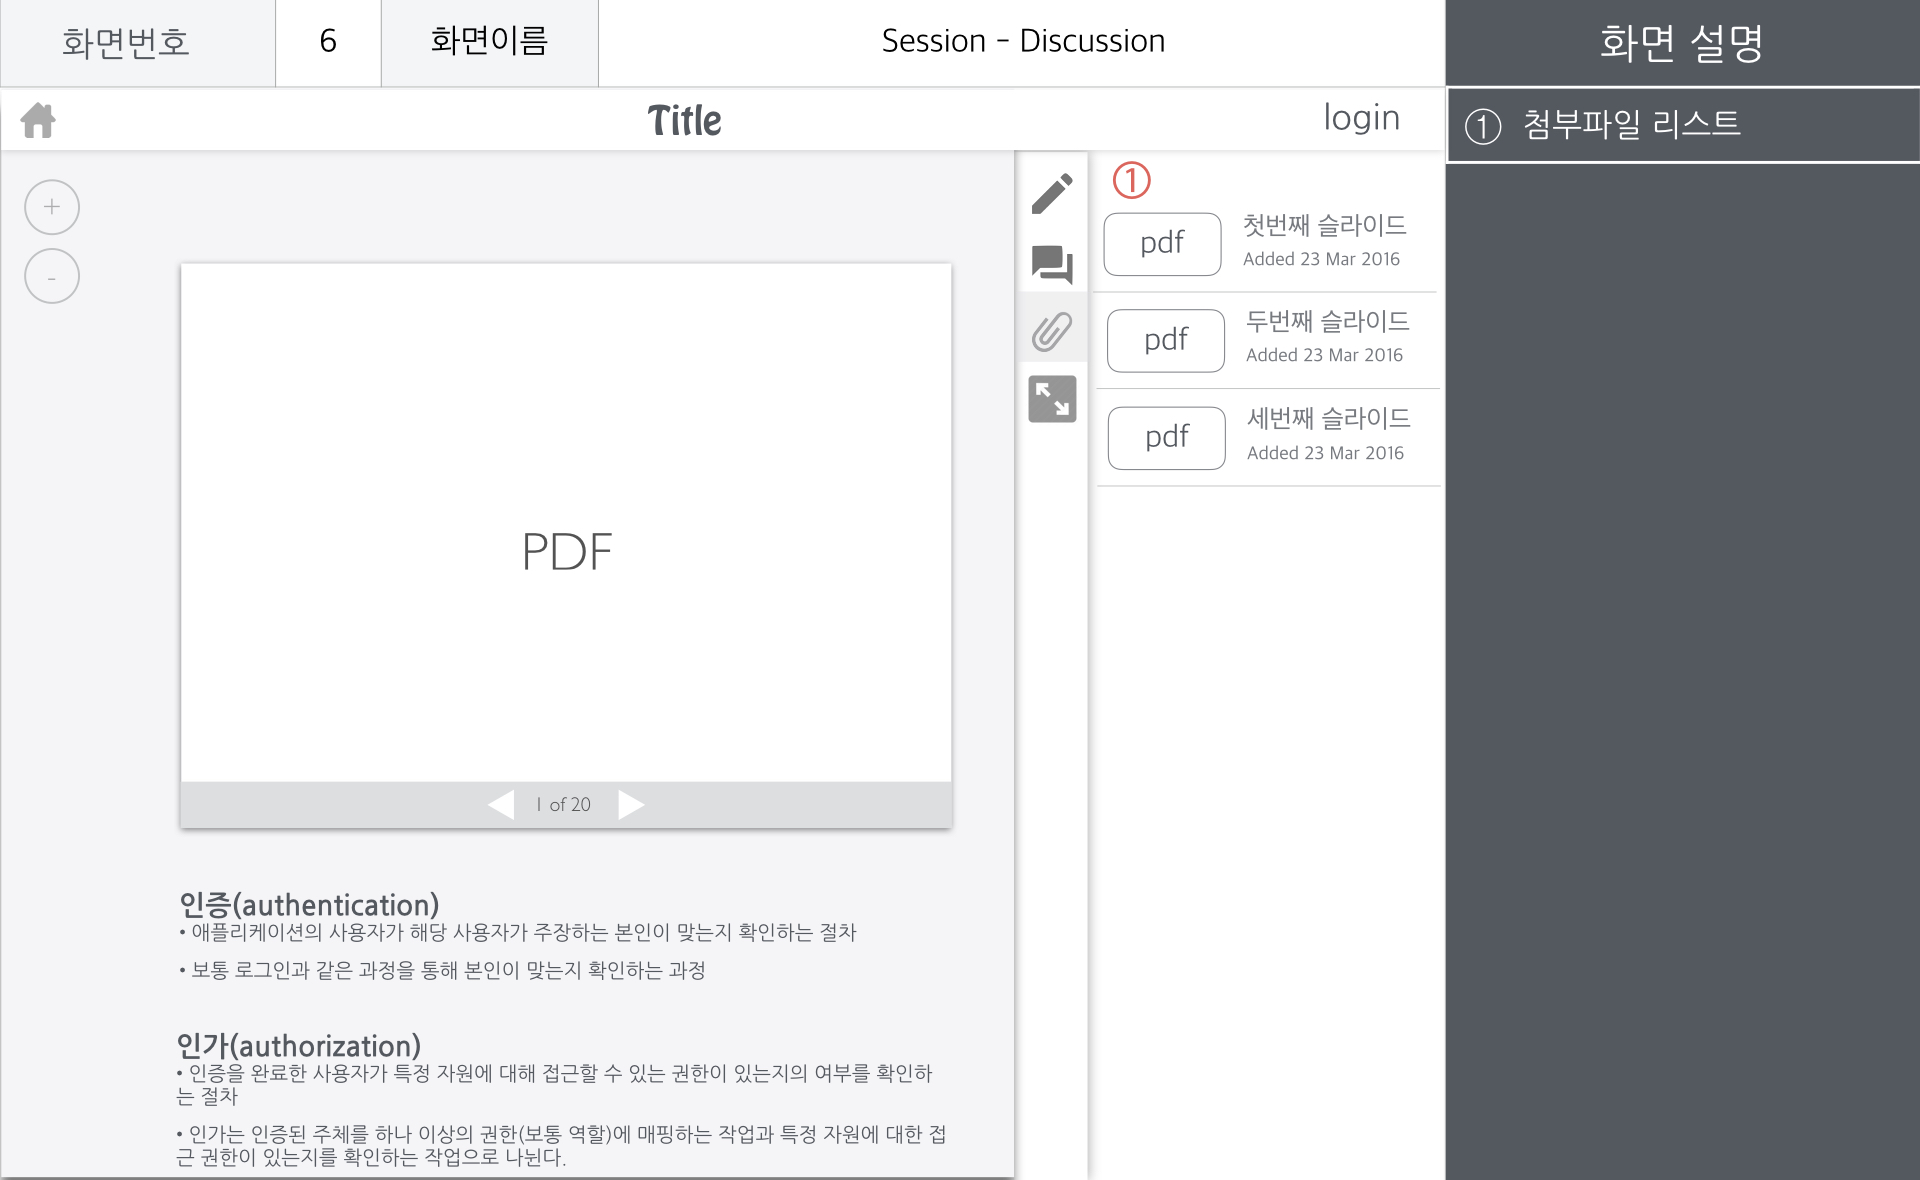 화면번호
6
화면이름
Session - Discussion
화면 설명
Title
login
① 첨부파일 리스트
+
-
①
pdf
첫번째 슬라이드
Added 23 Mar 2016
pdf
두번째 슬라이드
Added 23 Mar 2016
pdf
세번째 슬라이드
Added 23 Mar 2016
PDF
1 of 20
인증(authentication)
• 애플리케이션의 사용자가 해당 사용자가 주장하는 본인이 맞는지 확인하는 절차
• 보통 로그인과 같은 과정을 통해 본인이 맞는지 확인하는 과정
인가(authorization)
• 인증을 완료한 사용자가 특정 자원에 대해 접근할 수 있는 권한이 있는지의 여부를 확인하
는 절차
• 인가는 인증된 주체를 하나 이상의 권한(보통 역할)에 매핑하는 작업과 특정 자원에 대한 접
근 권한이 있는지를 확인하는 작업으로 나뉜다.